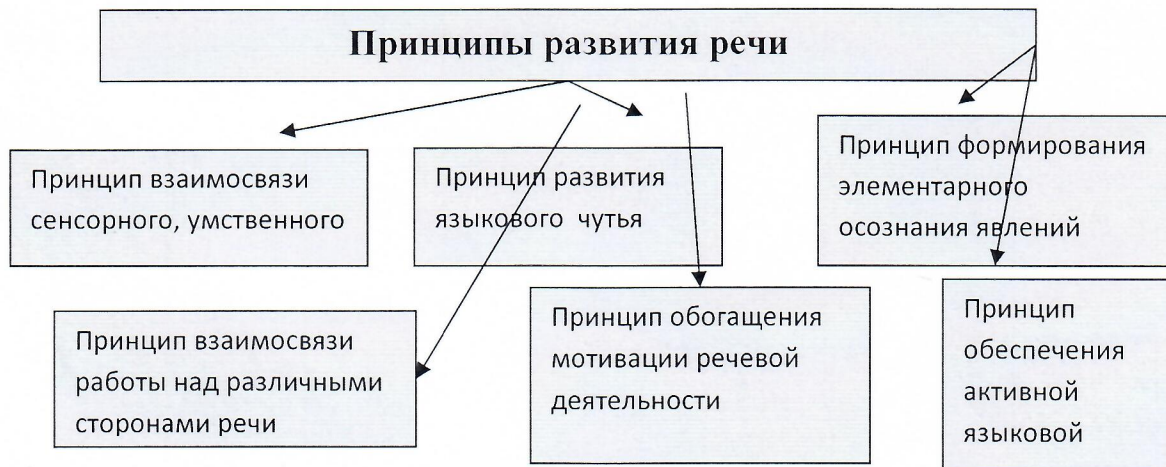 Принципы развития речи
Принцип взаимосвязи
сенсорного, умственного
Принцип развития
языкового чутья
Принцип формирования
элементарного
осознания явлений
Принцип взаимосвязи
работы над различными
сторонами речи
Принцип обогащения
мотивации речевой
деятельности
Принцип
обеспечения
активной
языковой